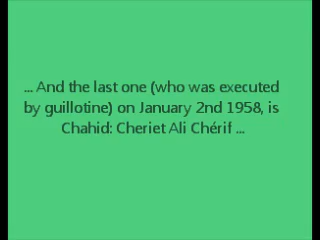 ... And the last one (who was executed
by guillotine) on January 2nd 1958, is
Chahid: Cheriet Ali Chérif ...